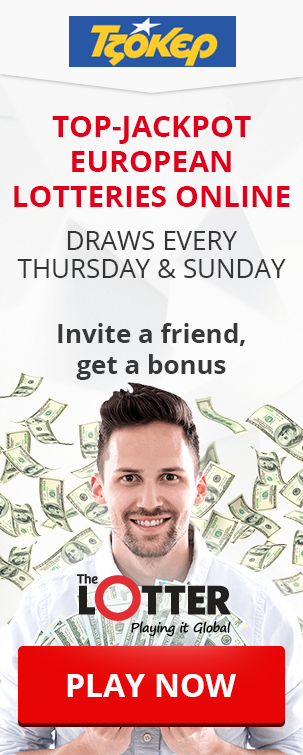 Τζόκερ
TOP-JACKPOT
EUROPEAN
LOTTERIES ONLINE
DRAWS EVERY
THURSDAY & SUNDAY
Invite a friend,
get a bonus
The
LOTTER
Playing it Global
PLAY NOW